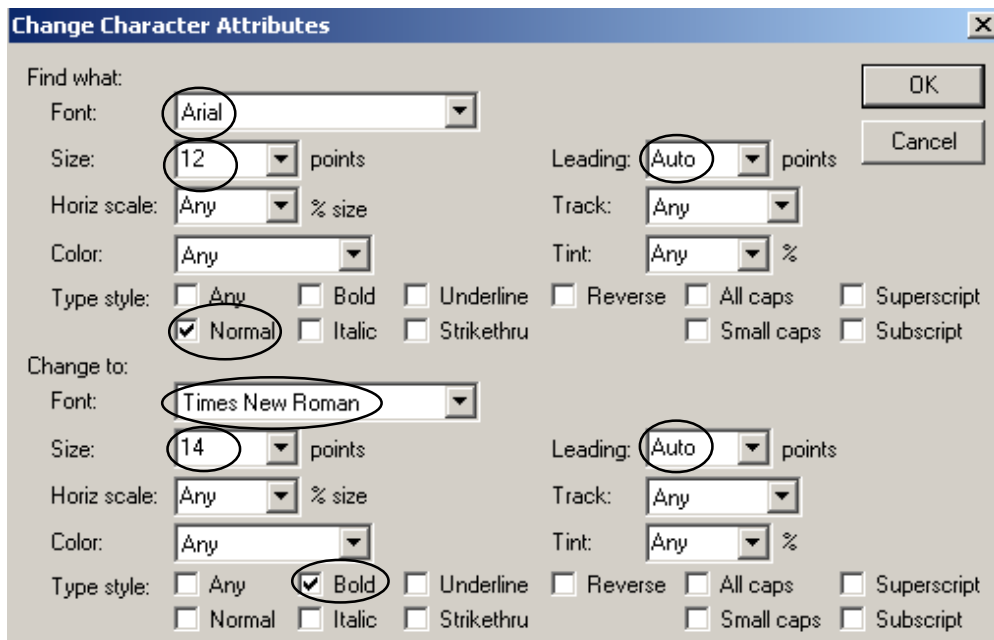 Change Character Attributes
Find what:
OK
Font: Arial
Cancel
Size: 12 points Leading: Auto points
Horiz scale: Any % size Track: Any
Color: Any Tint: Any %
Type style: Any Bold Underline Reverse All caps Superscript
Normal Italic Strikethru Small caps Subscript
Change to:
Font: Times New Roman
Size: 14 points Leading: Auto points
Horiz scale: Any % size Track: Any
Color: Any Tint: Any %
Type style: Any Bold Underline Reverse All caps Superscript
Normal Italic Strikethru Small caps Subscript